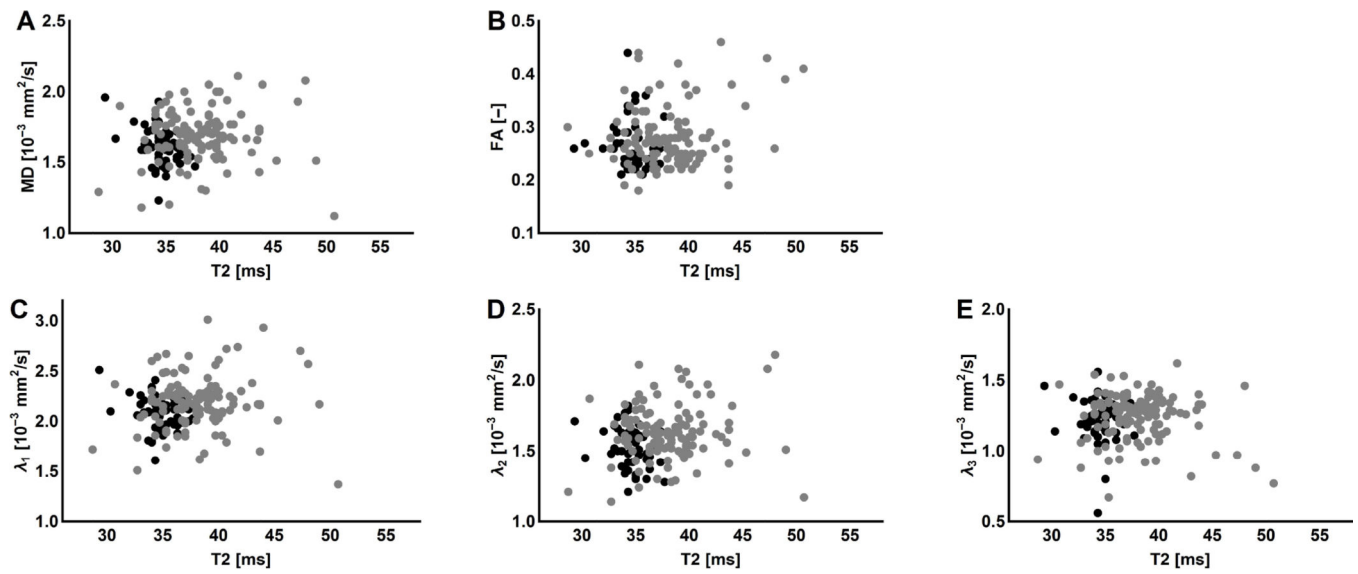 A
2.5
2.0
1.5
1.0
MD [10⁻³ mm²/s]
30 35 40 45 50 55
T2 [ms]
B
0.5
0.4
0.3
0.2
0.1
FA [–]
30 35 40 45 50 55
T2 [ms]
C
3.0
2.5
2.0
1.5
1.0
λ₁ [10⁻³ mm²/s]
30 35 40 45 50 55
T2 [ms]
D
2.5
2.0
1.5
1.0
λ₂ [10⁻³ mm²/s]
30 35 40 45 50 55
T2 [ms]
E
2.0
1.5
1.0
0.5
λ₃ [10⁻³ mm²/s]
30 35 40 45 50 55
T2 [ms]